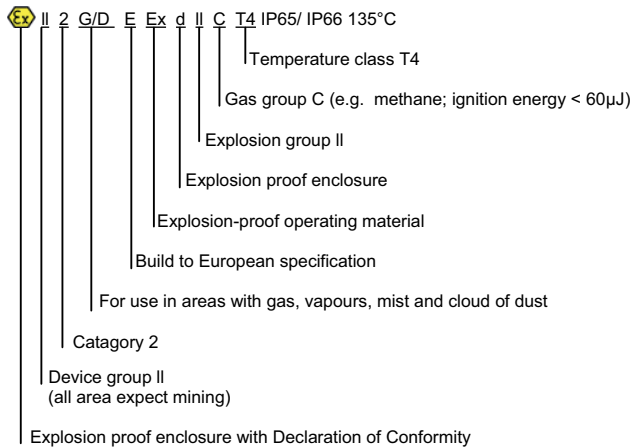 Ex II 2 G/D E Ex d II C T4 IP65/ IP66 135°C
Temperature class T4
Gas group C (e.g. methane; ignition energy < 60µJ)
Explosion group II
Explosion proof enclosure
Explosion-proof operating material
Build to European specification
For use in areas with gas, vapours, mist and cloud of dust
Catagory 2
Device group II
(all area expect mining)
Explosion proof enclosure with Declaration of Conformity